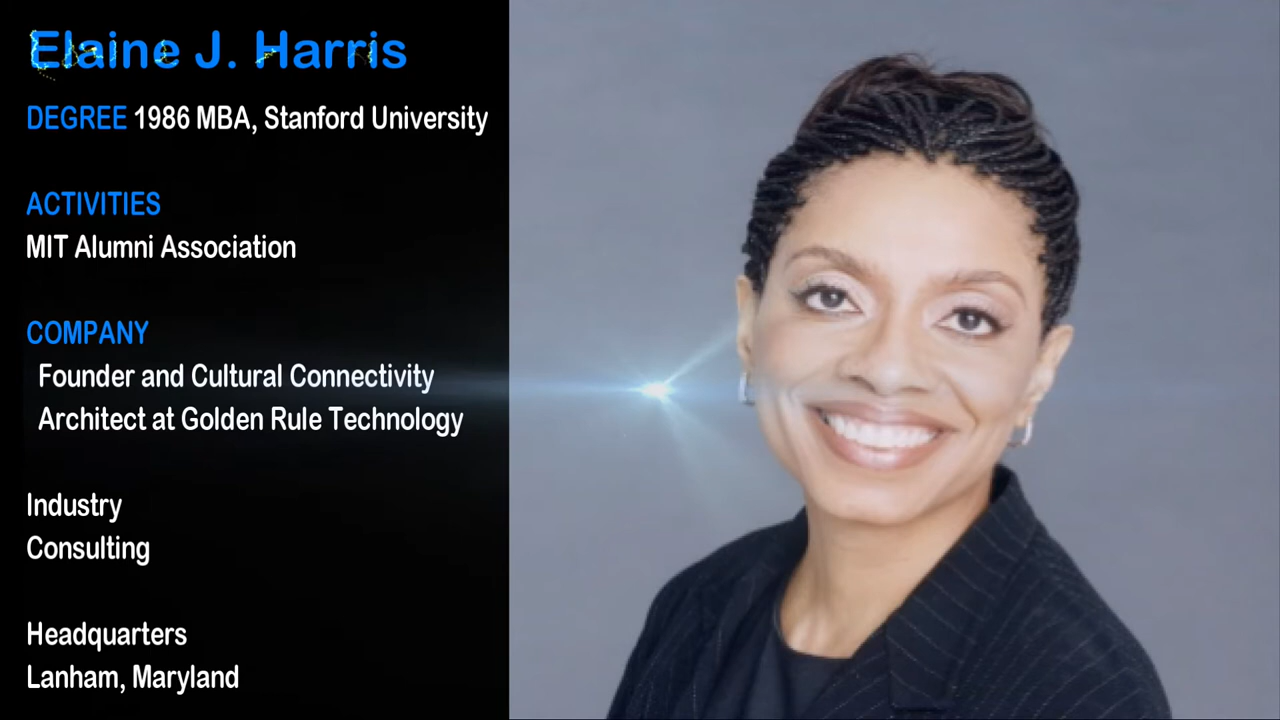 Elaine J. Harris
DEGREE 1986 MBA, Stanford University
ACTIVITIES
MIT Alumni Association
COMPANY
Founder and Cultural Connectivity
Architect at Golden Rule Technology
Industry
Consulting
Headquarters
Lanham, Maryland